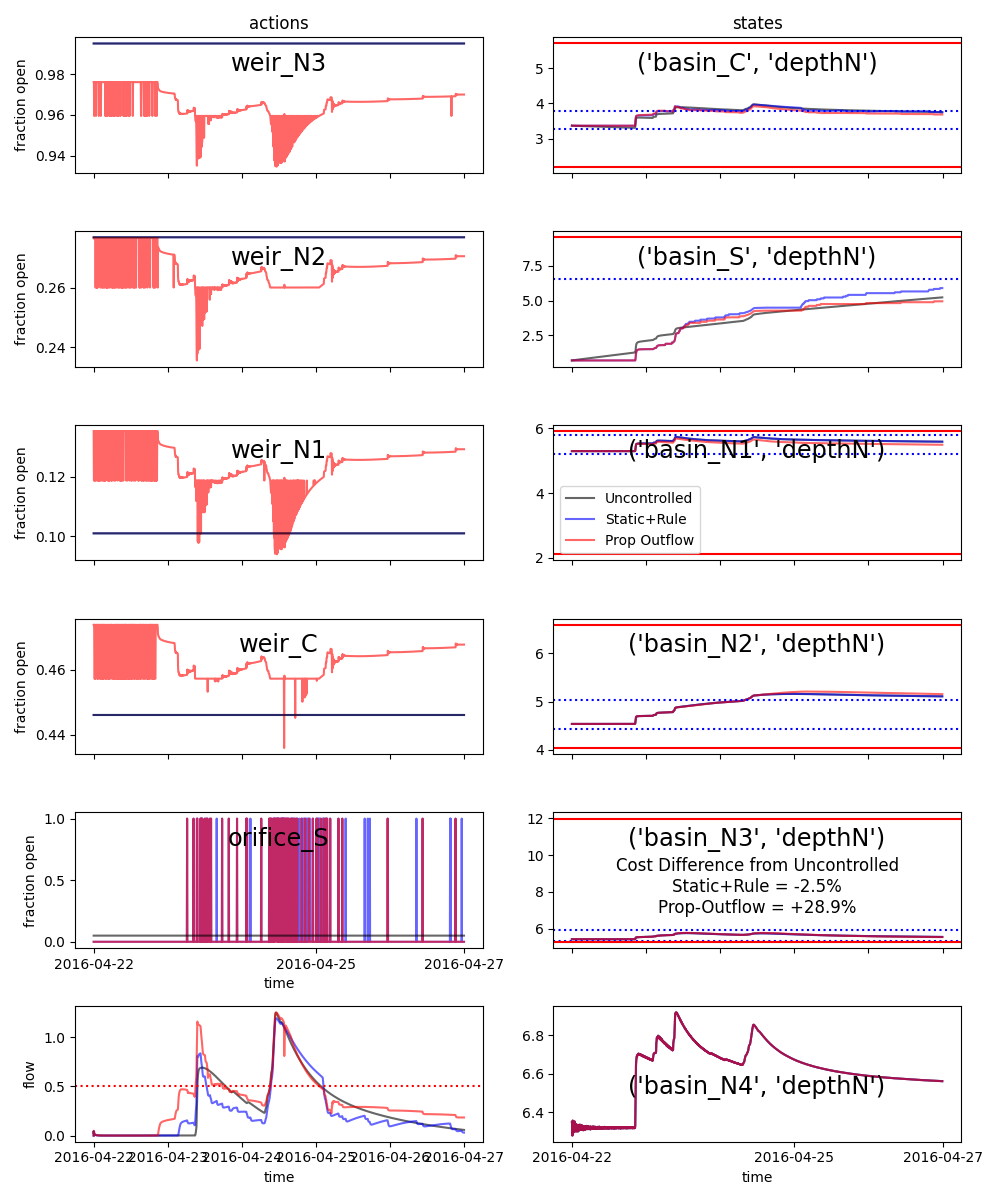 actions
states
fraction open
0.98
0.96
0.94
weir_N3
5
4
3
('basin_C', 'depthN')
fraction open
0.26
0.24
weir_N2
7.5
5.0
2.5
('basin_S', 'depthN')
fraction open
0.12
0.10
weir_N1
6
4
2
('basin_N1', 'depthN')
Uncontrolled
Static+Rule
Prop Outflow
fraction open
0.46
0.44
weir_C
6
5
4
('basin_N2', 'depthN')
fraction open
1.0
0.5
0.0
orifice_S
2016-04-22
2016-04-25
2016-04-27
time
12
10
8
6
('basin_N3', 'depthN')
Cost Difference from Uncontrolled
Static+Rule = -2.5%
Prop-Outflow = +28.9%
flow
1.0
0.5
0.0
2016-04-22
2016-04-23
2016-04-24
2016-04-25
2016-04-26
2016-04-27
time
6.8
6.6
6.4
('basin_N4', 'depthN')
2016-04-22
2016-04-25
2016-04-27
time